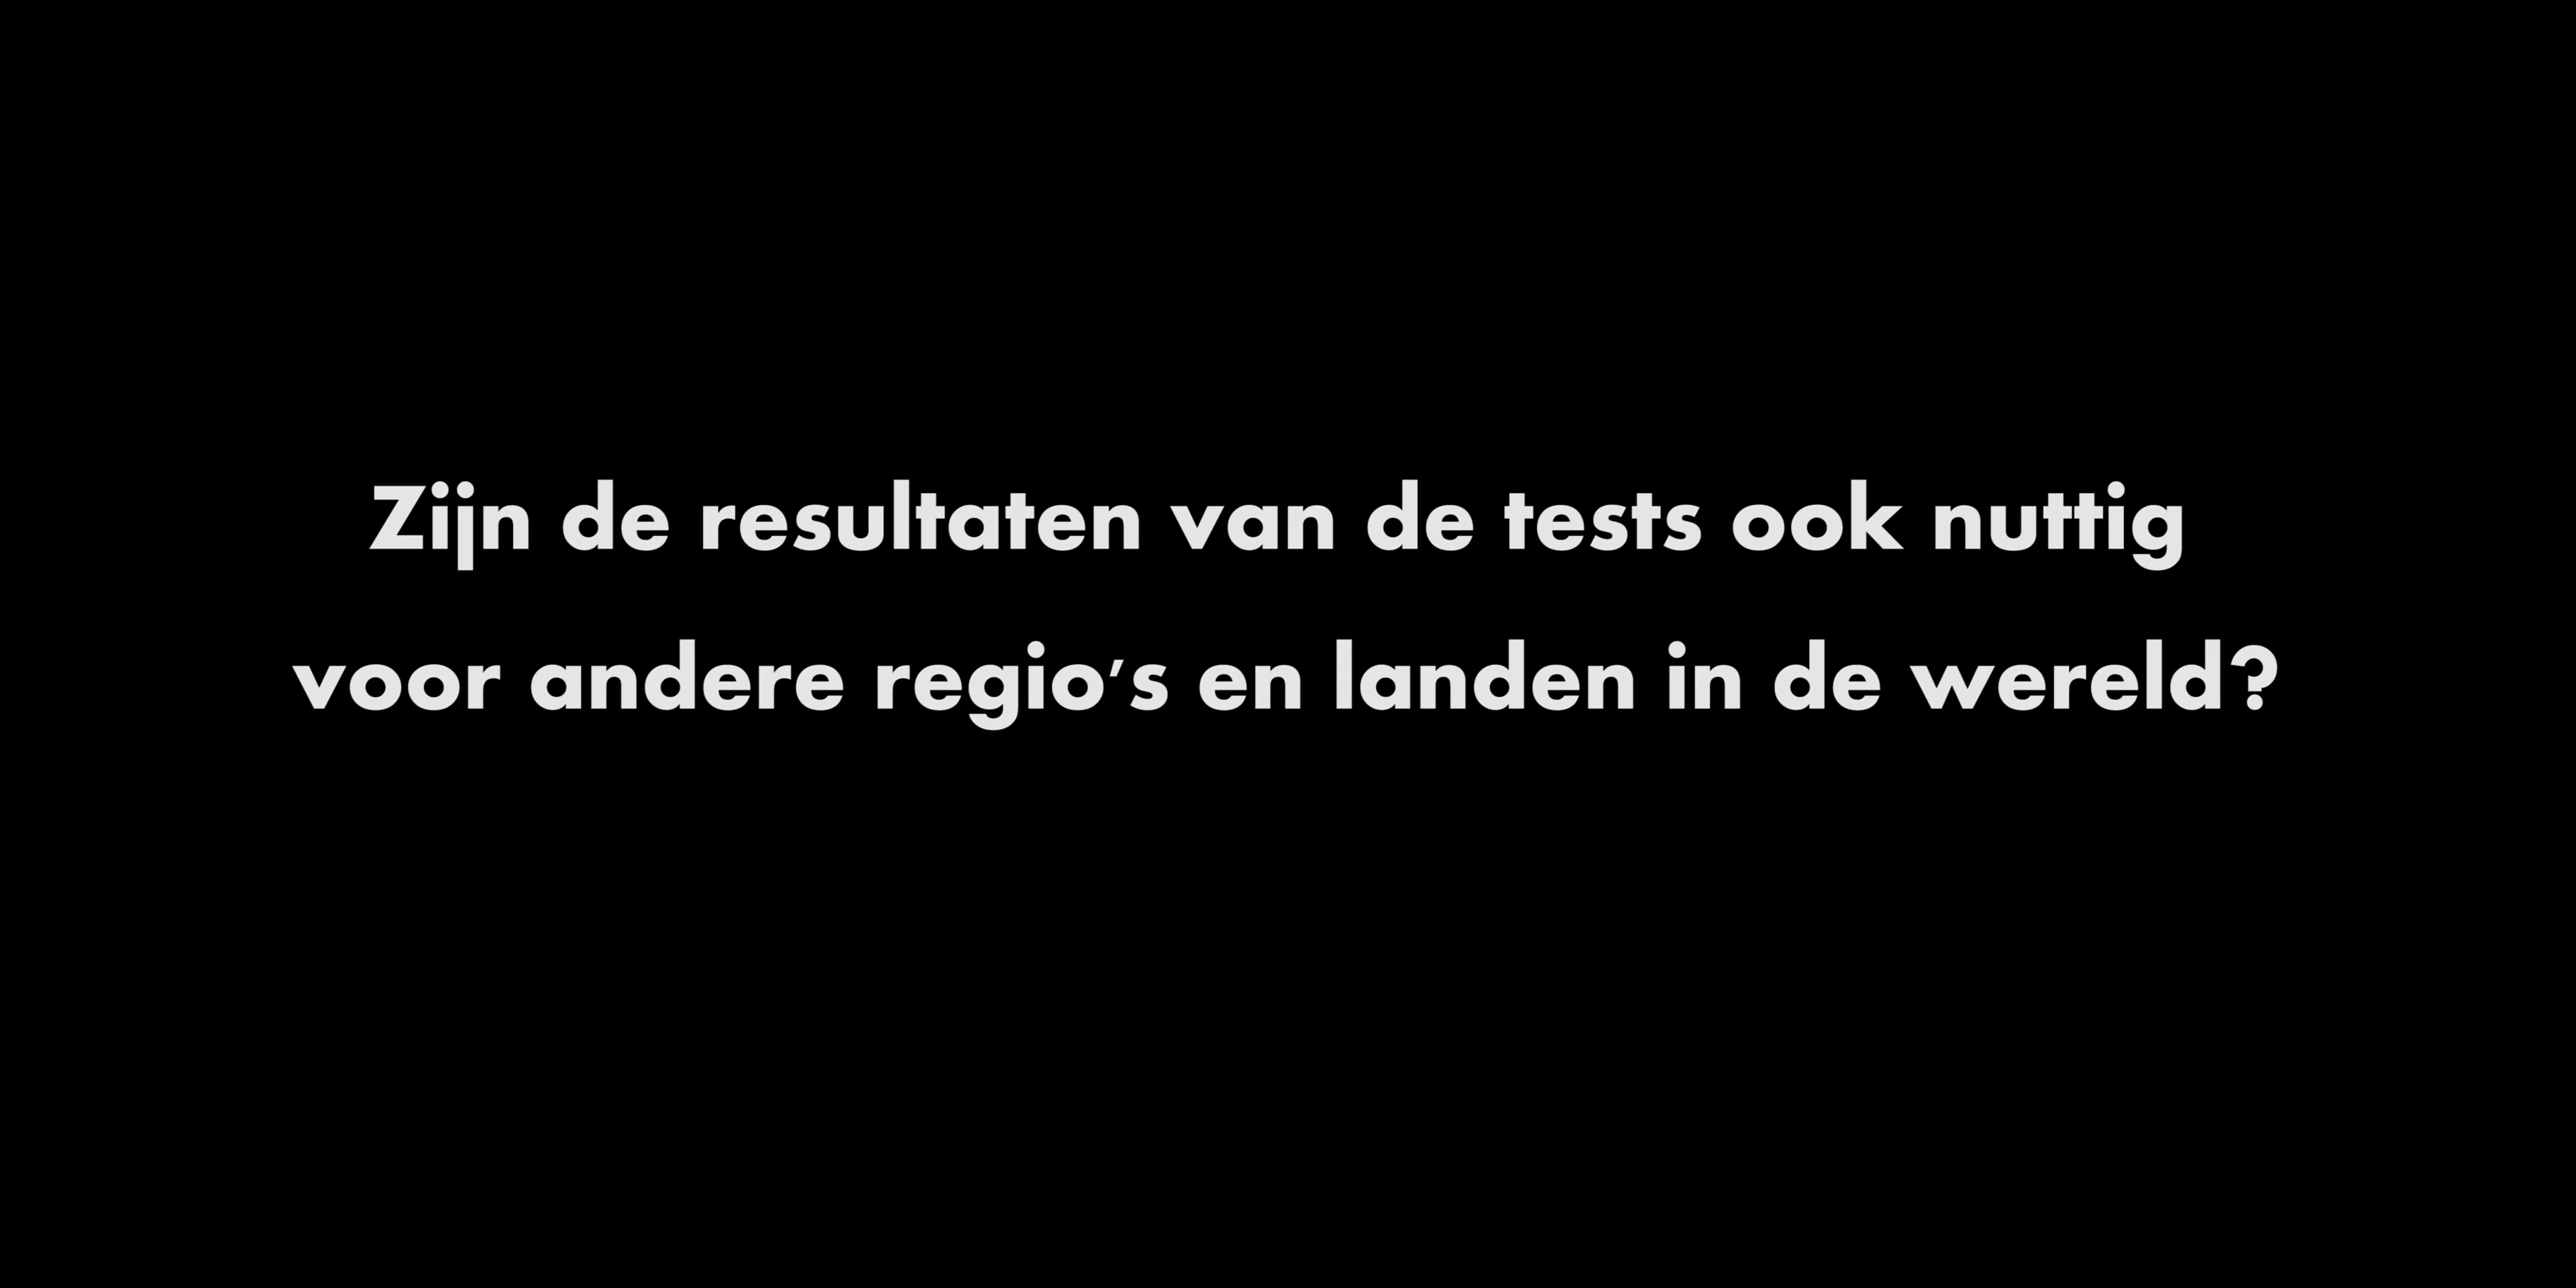 Zijn de resultaten van de tests ook nuttig
voor andere regio's en landen in de wereld?